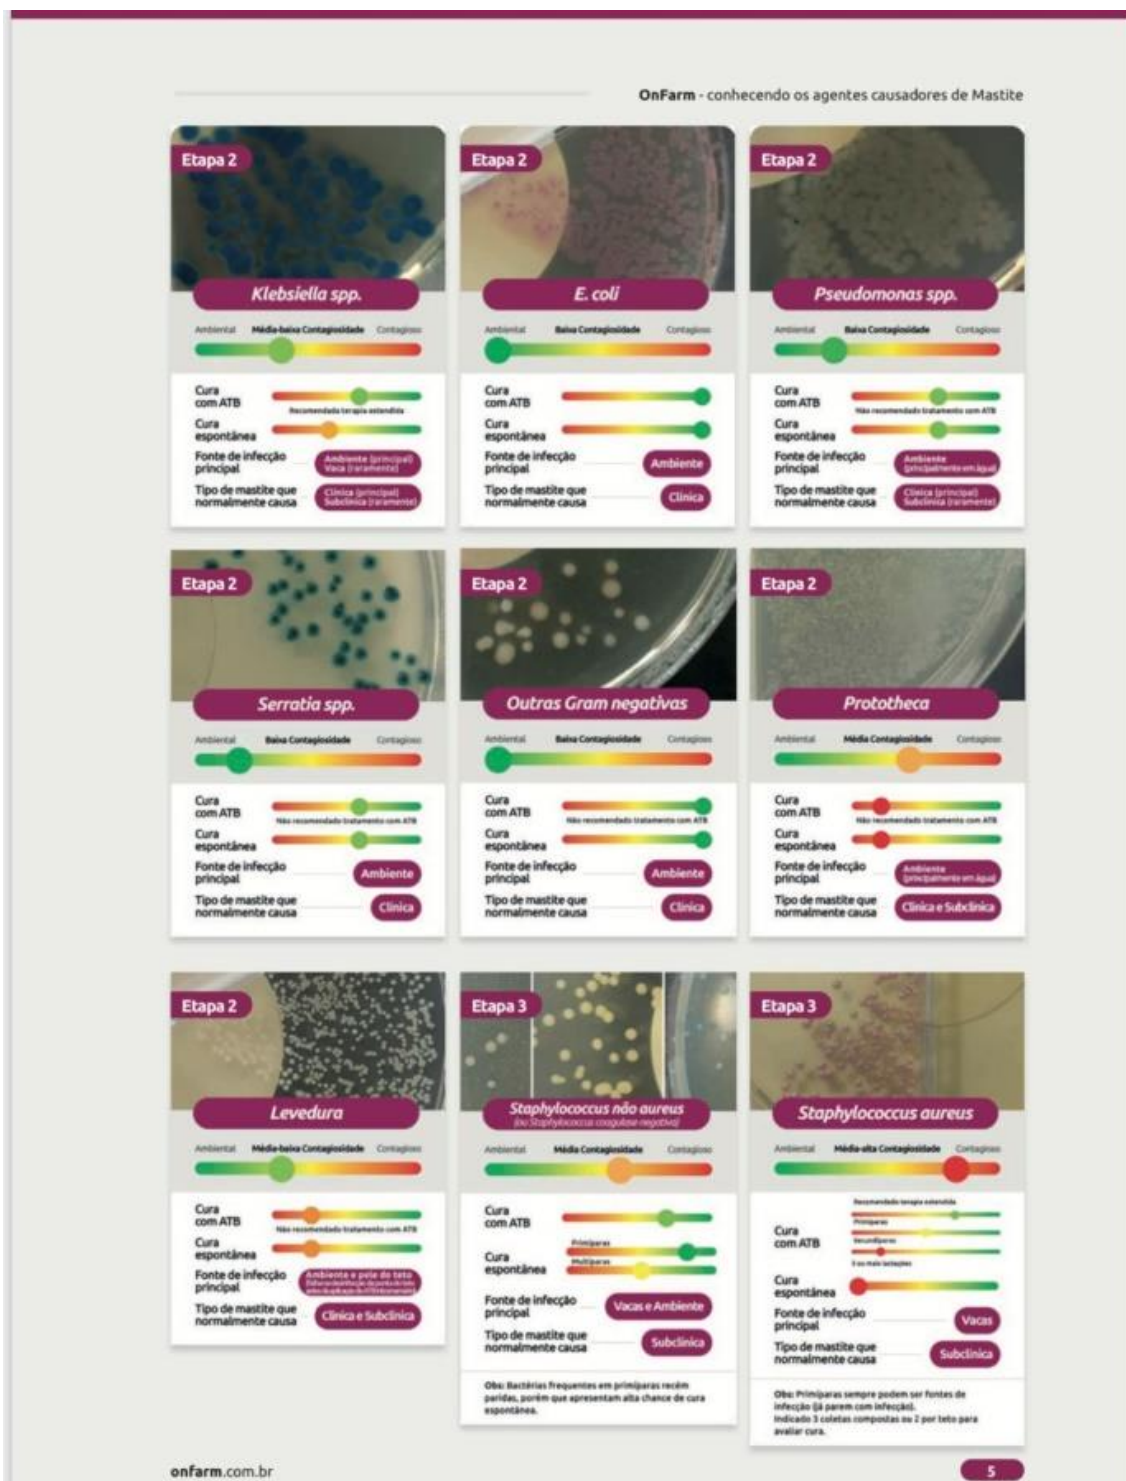 OnFarm - conhecendo os agentes causadores de Mastite
Etapa 2
Klebsiella spp.
Ambiental Média-baixa Contagiosidade Contagioso
Cura
com ATB
Recomendada terapia estendida
Cura
espontânea
Fonte de infecção
principal
Ambiente (principal)
Vaca (raramente)
Tipo de mastite que
normalmente causa
Clínica (principal)
Subclínica (raramente)
Etapa 2
E. coli
Ambiental Baixa Contagiosidade Contagioso
Cura
com ATB
Cura
espontânea
Fonte de infecção
principal
Ambiente
Tipo de mastite que
normalmente causa
Clínica
Etapa 2
Pseudomonas spp.
Ambiental Baixa Contagiosidade Contagioso
Cura
com ATB
Não recomendado tratamento com ATB
Cura
espontânea
Fonte de infecção
principal
Ambiente
(principalmente em água)
Tipo de mastite que
normalmente causa
Clínica (principal)
Subclínica (raramente)
Etapa 2
Serratia spp.
Ambiental Baixa Contagiosidade Contagioso
Cura
com ATB
Não recomendado tratamento com ATB
Cura
espontânea
Fonte de infecção
principal
Ambiente
Tipo de mastite que
normalmente causa
Clínica
Etapa 2
Outras Gram negativas
Ambiental Baixa Contagiosidade Contagioso
Cura
com ATB
Não recomendado tratamento com ATB
Cura
espontânea
Fonte de infecção
principal
Ambiente
Tipo de mastite que
normalmente causa
Clínica
Etapa 2
Prototheca
Ambiental Média Contagiosidade Contagioso
Cura
com ATB
Não recomendado tratamento com ATB
Cura
espontânea
Fonte de infecção
principal
Ambiente
(principalmente em água)
Tipo de mastite que
normalmente causa
Clínica e Subclínica
Etapa 2
Levedura
Ambiental Média-baixa Contagiosidade Contagioso
Cura
com ATB
Não recomendado tratamento com ATB
Cura
espontânea
Fonte de infecção
principal
Ambiente e pele do teto
Tipo de mastite que
normalmente causa
Clínica e Subclínica
Etapa 3
Staphylococcus não aureus
(ou Staphylococcus coagulase negativa)
Ambiental Média Contagiosidade Contagioso
Cura
com ATB
Cura
espontânea
Primíparas
Multíparas
Fonte de infecção
principal
Vacas e Ambiente
Tipo de mastite que
normalmente causa
Subclínica
Obs: Bactérias frequentes em primíparas recém
paridas, porém que apresentam alta chance de cura
espontânea.
Etapa 3
Staphylococcus aureus
Ambiental Média-alta Contagiosidade Contagioso
Cura
com ATB
Recomendado terapia estendida
Primíparas
Secundíparas
3 ou mais lactações
Cura
espontânea
Fonte de infecção
principal
Vacas
Tipo de mastite que
normalmente causa
Subclínica
Obs: Primíparas sempre podem ser fontes de
infecção (já parem com infecção).
Indicado 3 coletas compostas ou 2 por teto para
avaliar cura.
onfarm.com.br
5